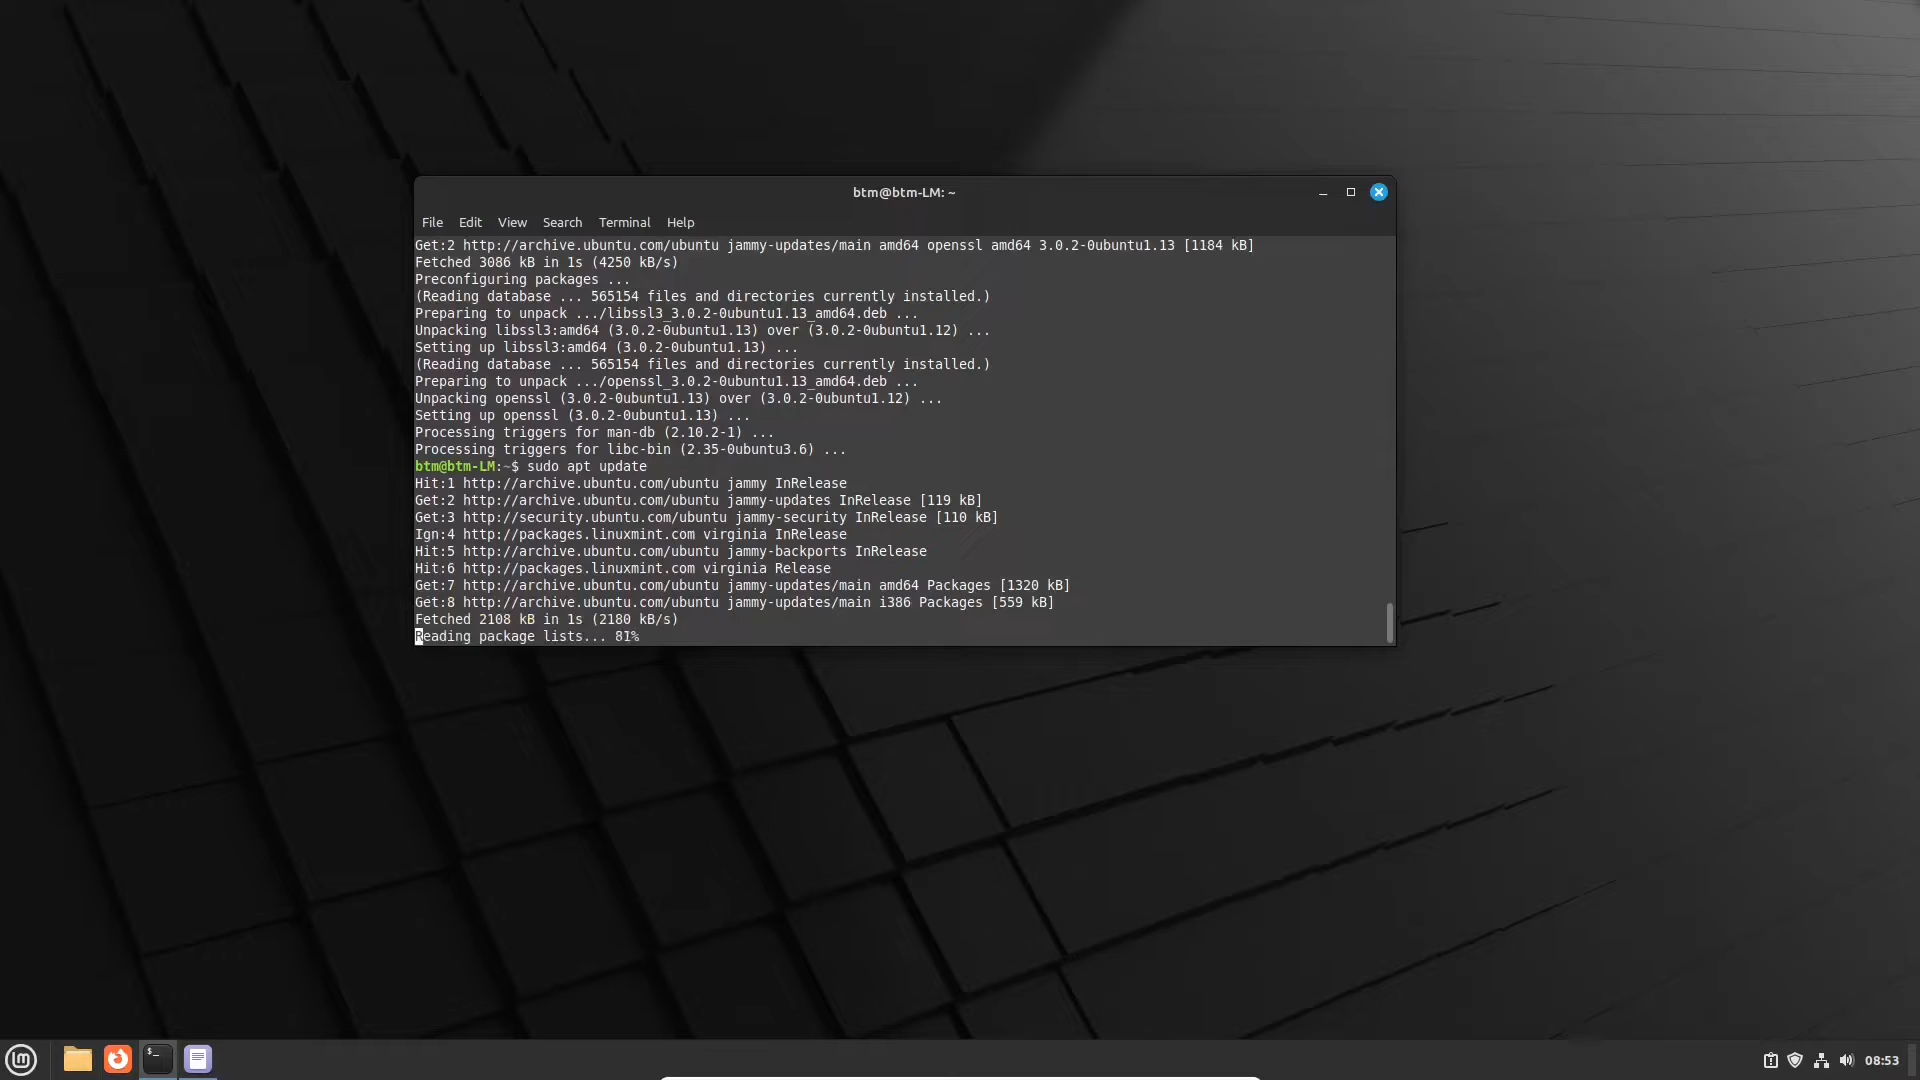 btm@btm-LM: ~
File Edit View Search Terminal Help
Get:2 http://archive.ubuntu.com/ubuntu jammy-updates/main amd64 openssl amd64 3.0.2-0ubuntu1.13 [1184 kB]
Fetched 3086 kB in 1s (4250 kB/s)
Preconfiguring packages ...
(Reading database ... 565154 files and directories currently installed.)
Preparing to unpack .../libssl3_3.0.2-0ubuntu1.13_amd64.deb ...
Unpacking libssl3:amd64 (3.0.2-0ubuntu1.13) over (3.0.2-0ubuntu1.12) ...
Setting up libssl3:amd64 (3.0.2-0ubuntu1.13) ...
(Reading database ... 565154 files and directories currently installed.)
Preparing to unpack .../openssl_3.0.2-0ubuntu1.13_amd64.deb ...
Unpacking openssl (3.0.2-0ubuntu1.13) over (3.0.2-0ubuntu1.12) ...
Setting up openssl (3.0.2-0ubuntu1.13) ...
Processing triggers for man-db (2.10.2-1) ...
Processing triggers for libc-bin (2.35-0ubuntu3.6) ...
btm@btm-LM:~$ sudo apt update
Hit:1 http://archive.ubuntu.com/ubuntu jammy InRelease
Get:2 http://archive.ubuntu.com/ubuntu jammy-updates InRelease [119 kB]
Get:3 http://security.ubuntu.com/ubuntu jammy-security InRelease [110 kB]
Ign:4 http://packages.linuxmint.com virginia InRelease
Hit:5 http://archive.ubuntu.com/ubuntu jammy-backports InRelease
Hit:6 http://packages.linuxmint.com virginia Release
Get:7 http://archive.ubuntu.com/ubuntu jammy-updates/main amd64 Packages [1320 kB]
Get:8 http://archive.ubuntu.com/ubuntu jammy-updates/main i386 Packages [559 kB]
Fetched 2108 kB in 1s (2180 kB/s)
Reading package lists... 81%
08:53